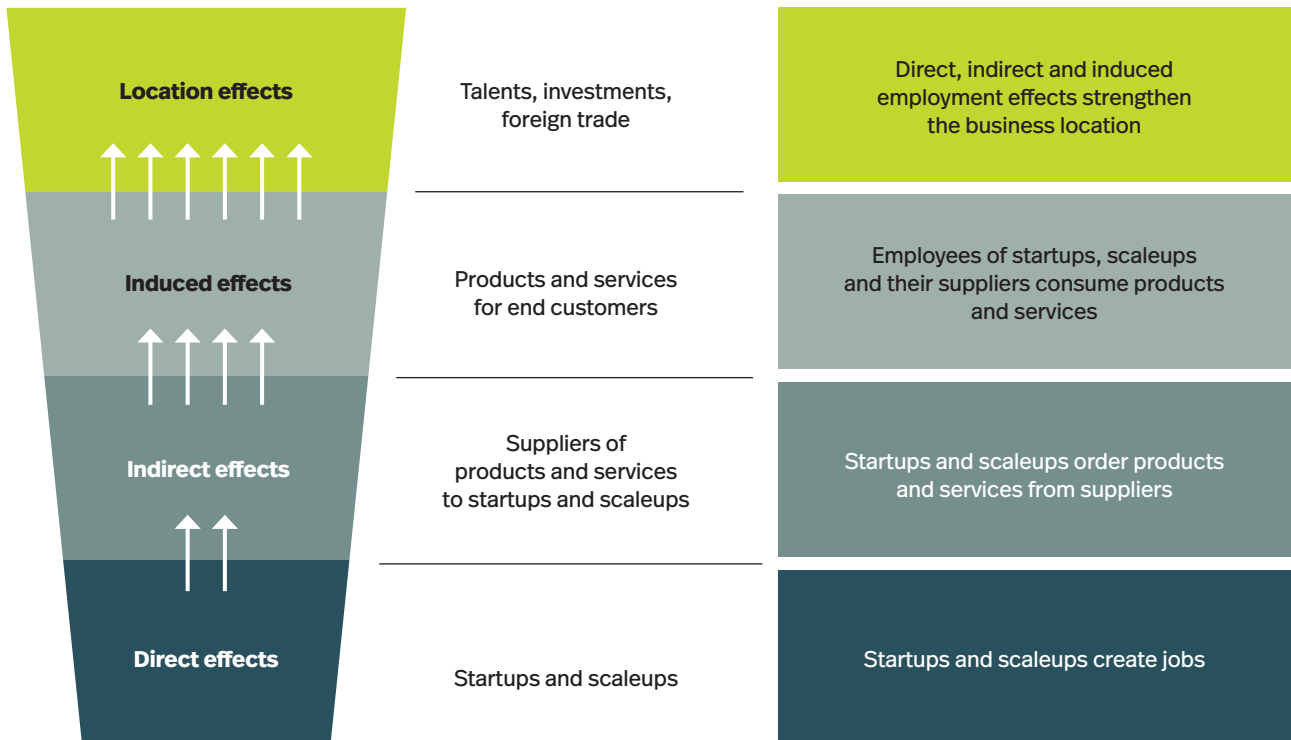 Location effects
Talents, investments,
foreign trade
Direct, indirect and induced
employment effects strengthen
the business location
Induced effects
Products and services
for end customers
Employees of startups, scaleups
and their suppliers consume products
and services
Indirect effects
Suppliers of
products and services
to startups and scaleups
Startups and scaleups order products
and services from suppliers
Direct effects
Startups and scaleups
Startups and scaleups create jobs